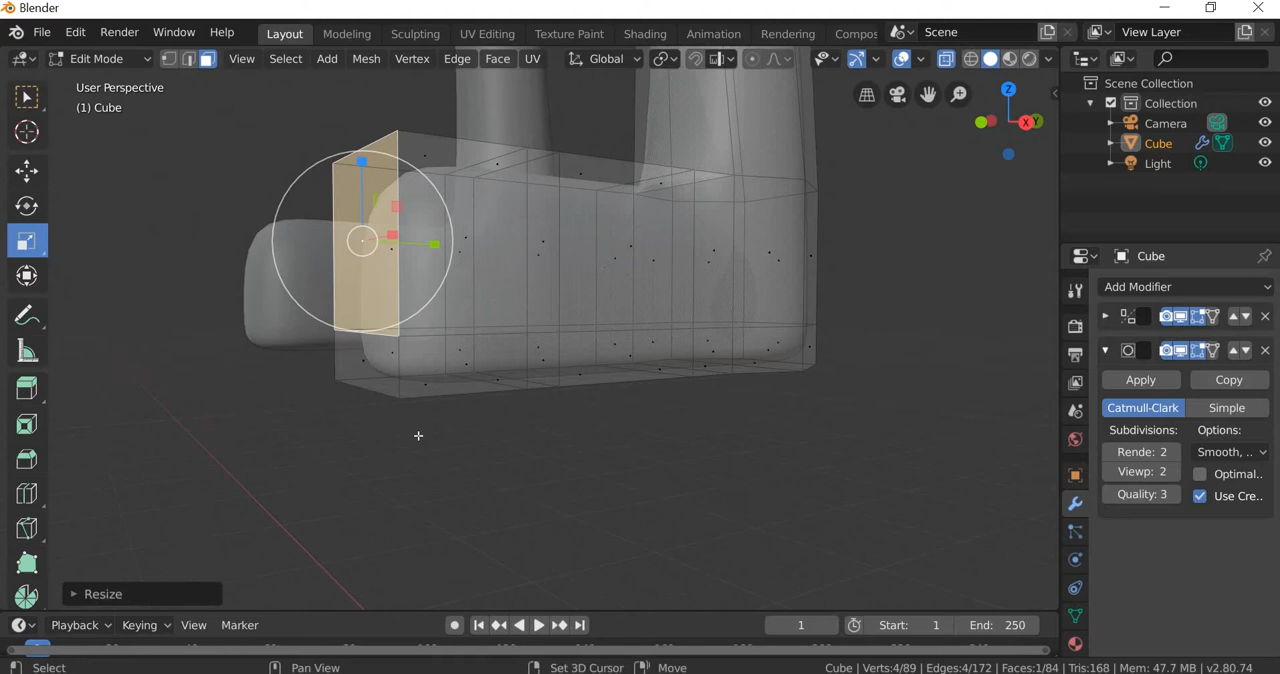 Blender
File Edit Render Window Help Layout Modeling Sculpting UV Editing Texture Paint Shading Animation Rendering Compos Scene View Layer
Edit Mode View Select Add Mesh Vertex Edge Face UV Global
User Perspective
(1) Cube
Z
X
Y
Scene Collection
Collection
Camera
Cube
Light
Cube
Add Modifier
Apply Copy
Catmull-Clark Simple
Subdivisions: Options:
Rende: 2 Smooth, ..
Viewp: 2 Optimal..
Quality: 3 Use Cre..
Resize
Playback Keying View Marker 1 Start: 1 End: 250
Select Pan View Set 3D Cursor Move Cube | Verts:4/89 | Edges:4/172 | Faces:1/84 | Tris:168 | Mem: 47.7 MB | v2.80.74